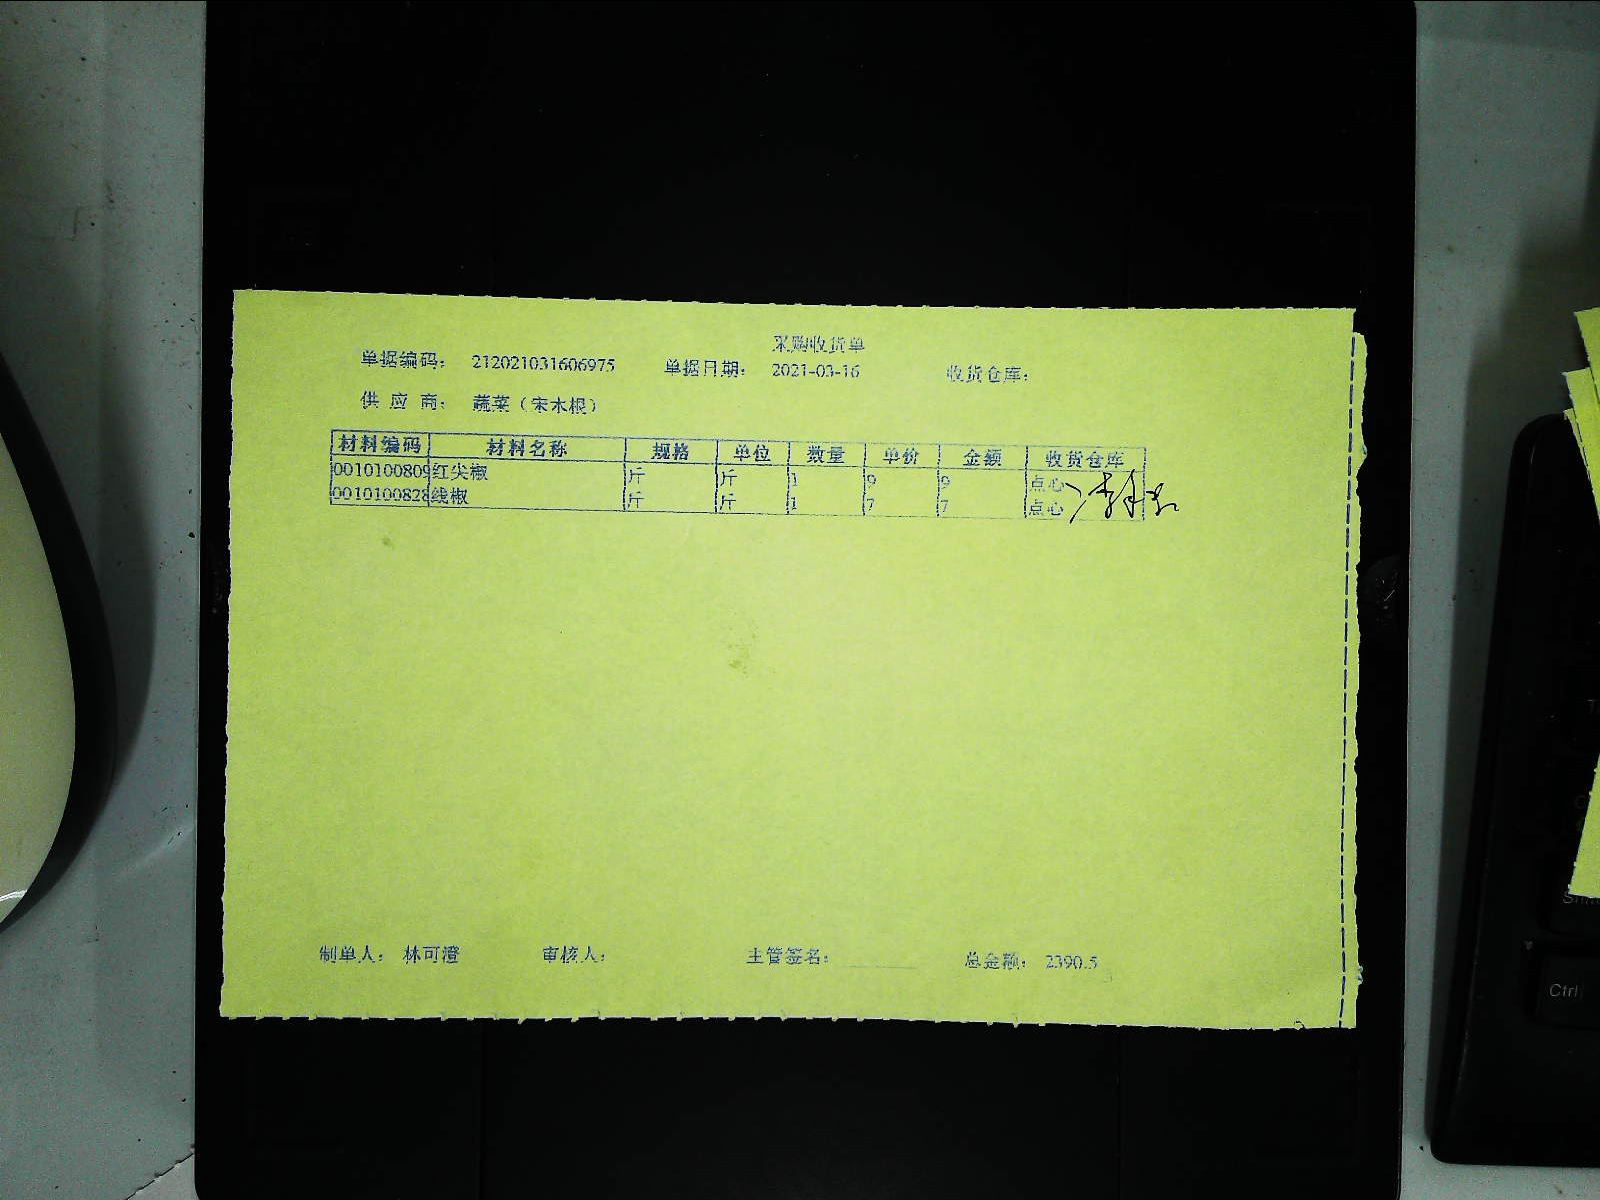 采购收货单
单据编码： 212021031606975 单据日期： 2021-03-16 收货仓库：
供 应 商： 蔬菜（宋木根）
材料编码 材料名称 规格 单位 数量 单价 金额 收货仓库
0010100809 红尖椒 斤 斤 1 9 9 点心
0010100828 线椒 斤 斤 1 7 7 点心
制单人： 林可澄 审核人： 主管签名： 总金额： 2390.5
Ctrl